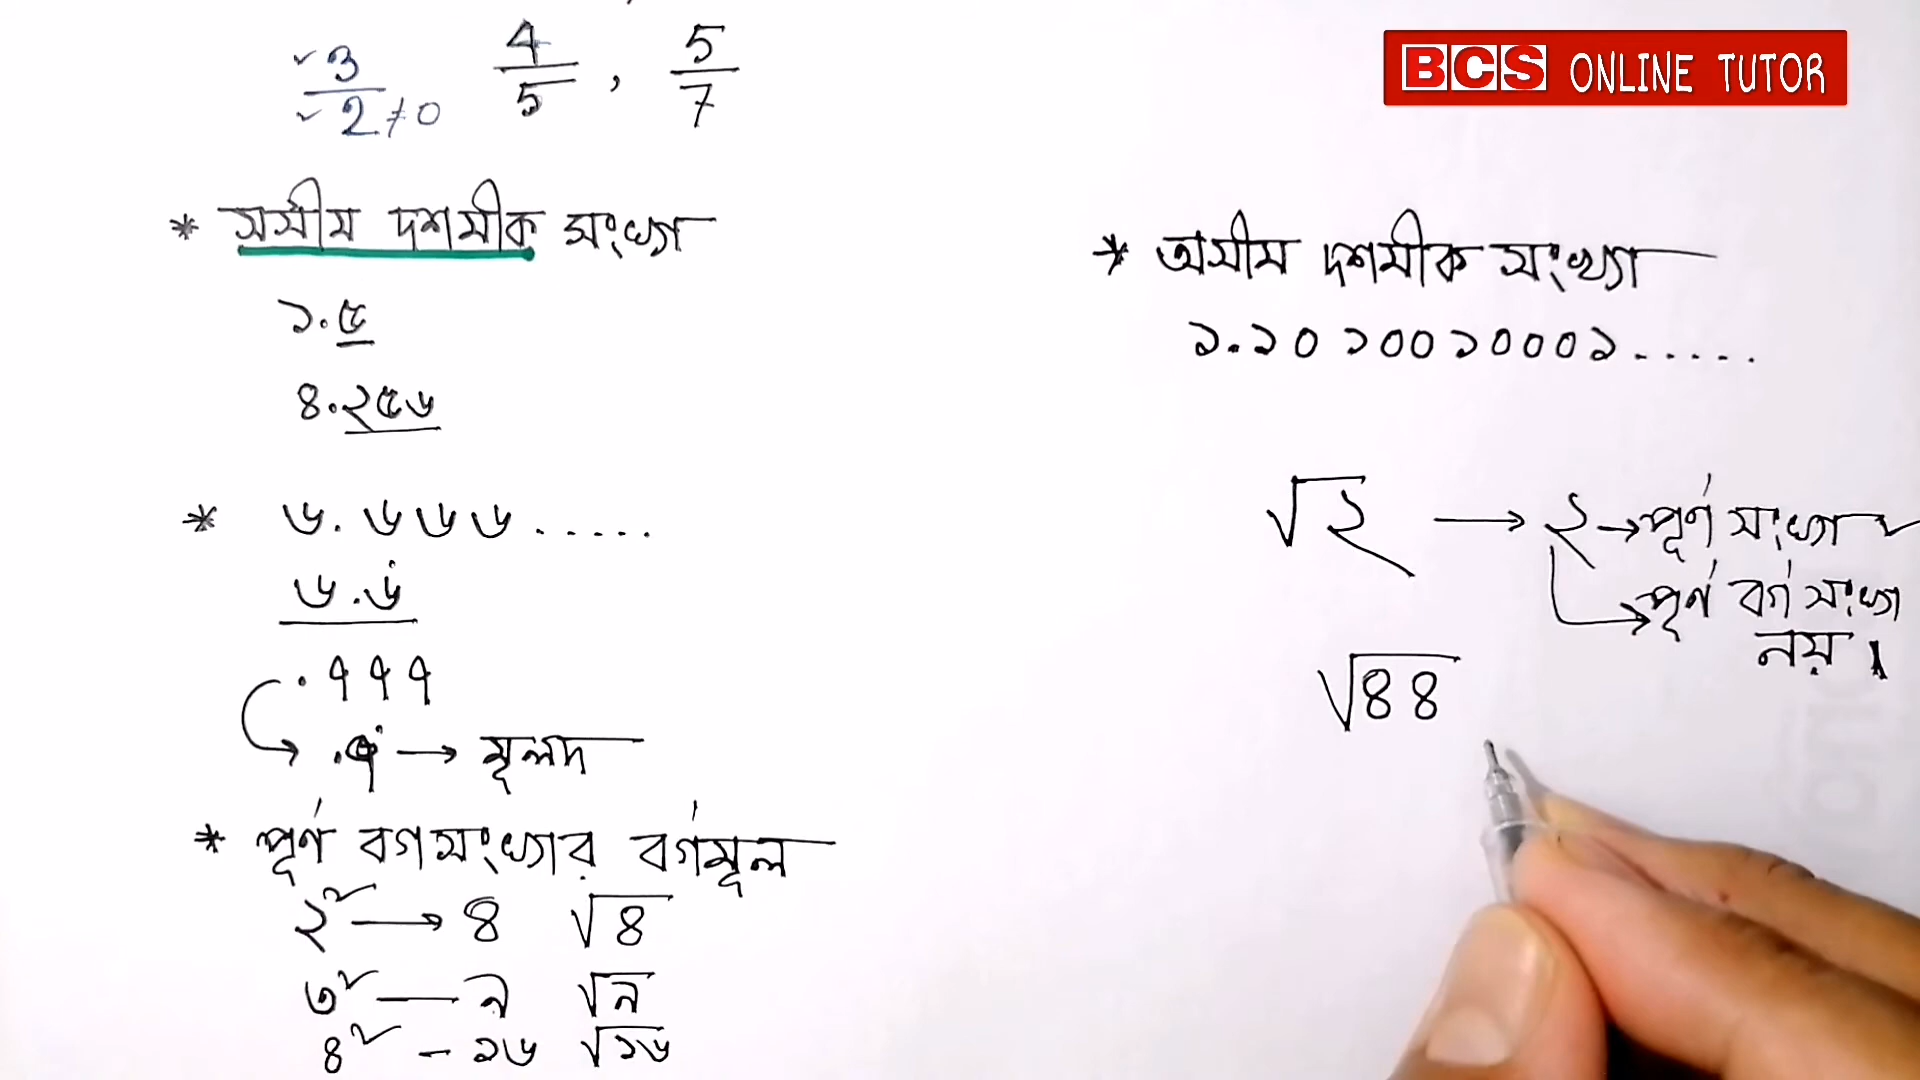 BCS ONLINE TUTOR
3/2≠0 4/5 , 5/7
* সসীম দশমীক সংখ্যা
১.৫
৪.২৫৬
* ৬.৬৬৬.....
৬.৬̇
.৭৭৭
.৭̇ → মূলদ
* পূর্ণ বর্গসংখ্যার বর্গমূল
২² → ৪ √৪
৩² — ৯ √৯
৪² – ১৬ √১৬
* অসীম দশমীক সংখ্যা
১.১০১০০১০০০১.....
√২ → ২ → পূর্ণ সংখ্যা ✓
→ পূর্ণ বর্গ সংখ্যা
নয়।
√৪৪